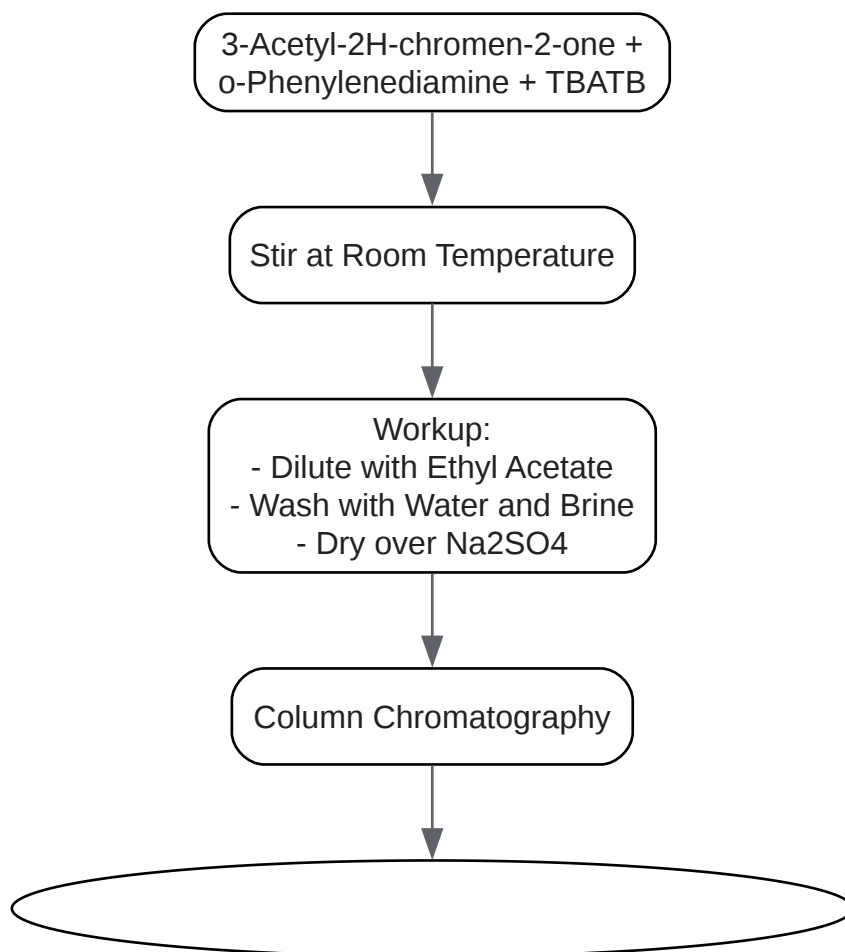 3-Acetyl-2H-chromen-2-one +
o-Phenylenediamine + TBATB
Stir at Room Temperature
Workup:
- Dilute with Ethyl Acetate
- Wash with Water and Brine
- Dry over Na2SO4
Column Chromatography